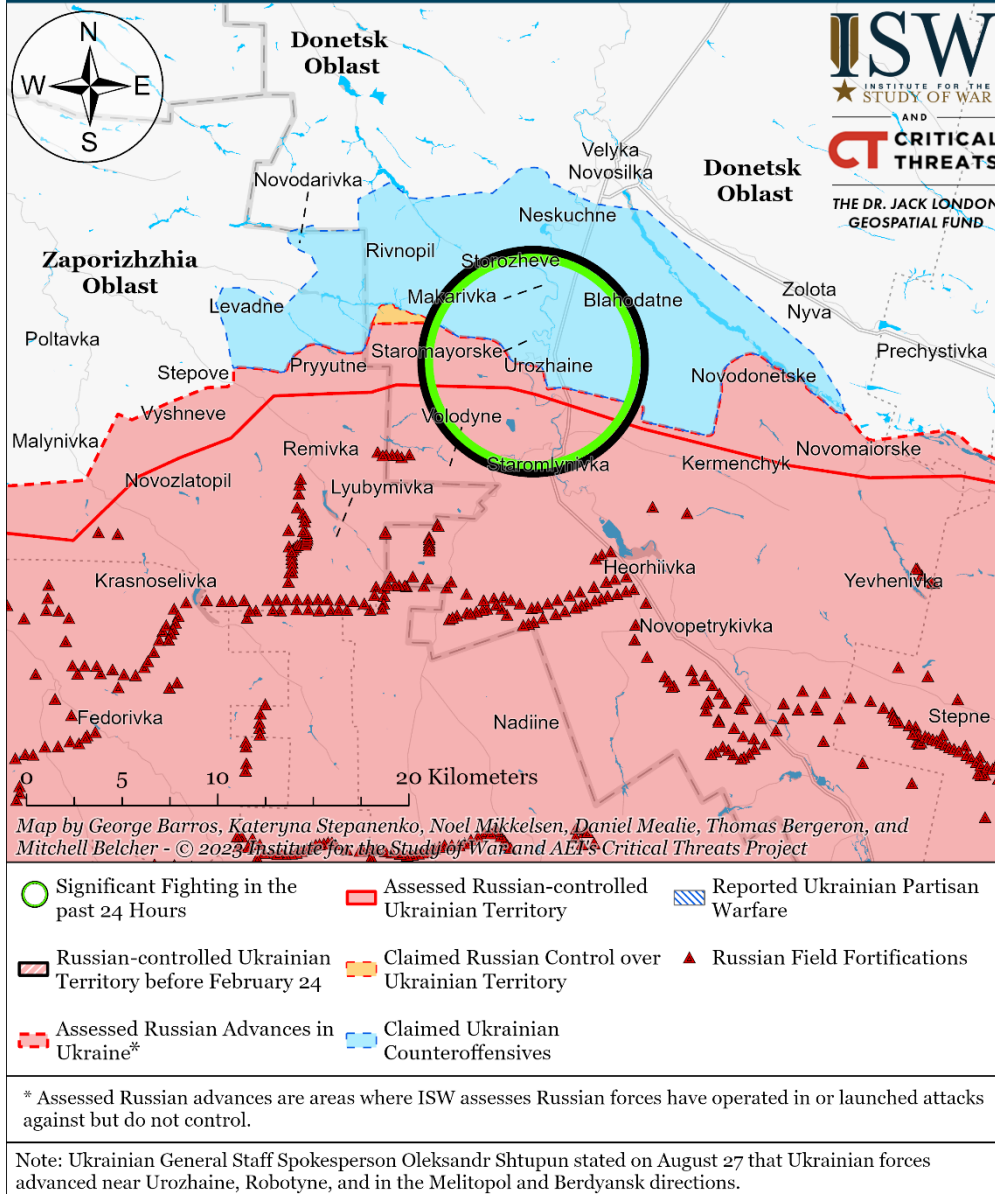 N
W E
S
Donetsk
Oblast
ISW
INSTITUTE FOR THE
STUDY OF WAR
AND
CT CRITICAL
THREATS
THE DR. JACK LONDON
GEOSPATIAL FUND
Velyka
Novosilka
Donetsk
Oblast
Novodarivka
Neskuchne
Rivnopil
Storozheve
Zaporizhzhia
Oblast
Makarivka
Blahodatne
Levadne
Zolota
Nyva
Poltavka
Staromayorske
Prechystivka
Pryyutne
Urozhaine
Stepove
Novodonetske
Vyshneve
Volodyne
Malynivka
Remivka
Novomaiorske
Staromlynivka
Kermenchyk
Novozlatopil
Lyubymivka
Krasnoselivka
Heorhiivka
Yevhenivka
Novopetrykivka
Fedorivka
Nadiine
Stepne
0 5 10 20 Kilometers
Map by George Barros, Kateryna Stepanenko, Noel Mikkelsen, Daniel Mealie, Thomas Bergeron, and
Mitchell Belcher - © 2023 Institute for the Study of War and AEI's Critical Threats Project
Significant Fighting in the
past 24 Hours
Assessed Russian-controlled
Ukrainian Territory
Reported Ukrainian Partisan
Warfare
Russian-controlled Ukrainian
Territory before February 24
Claimed Russian Control over
Ukrainian Territory
Russian Field Fortifications
Assessed Russian Advances in
Ukraine*
Claimed Ukrainian
Counteroffensives
* Assessed Russian advances are areas where ISW assesses Russian forces have operated in or launched attacks
against but do not control.
Note: Ukrainian General Staff Spokesperson Oleksandr Shtupun stated on August 27 that Ukrainian forces
advanced near Urozhaine, Robotyne, and in the Melitopol and Berdyansk directions.